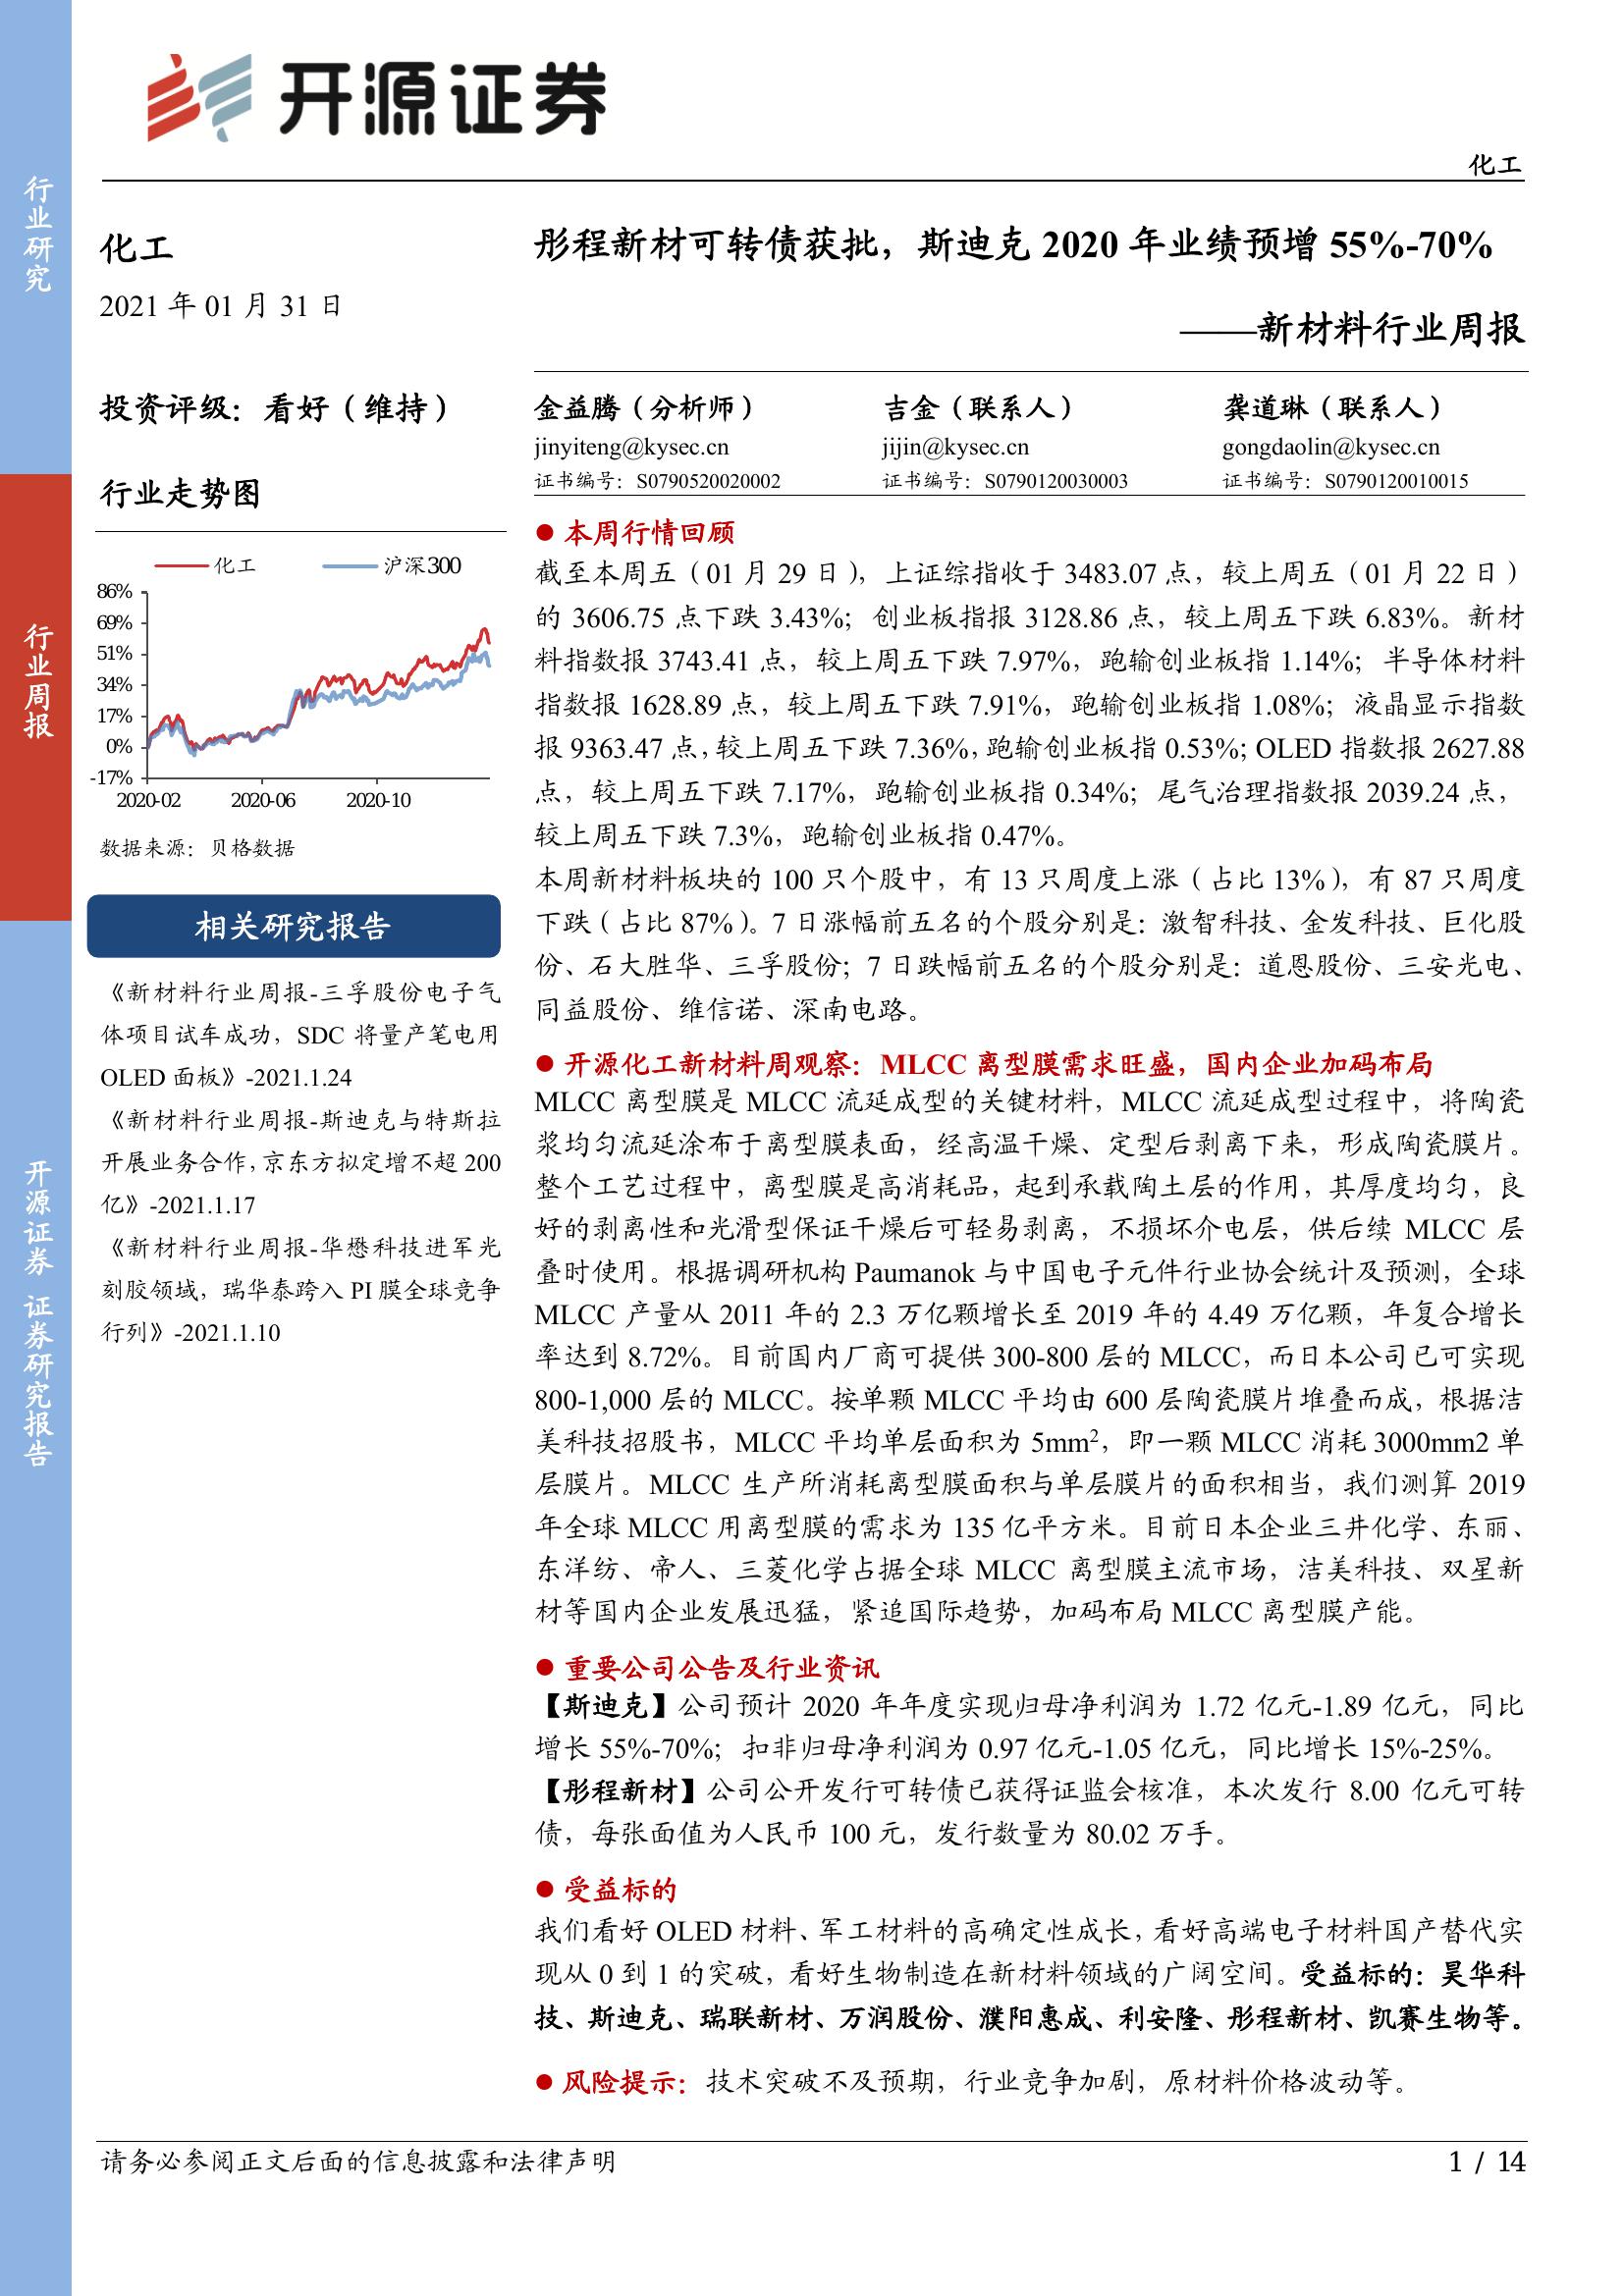 开源证券
化工
行业研究
行业周报
开源证券 证券研究报告
化工
2021 年 01 月 31 日
彤程新材可转债获批，斯迪克 2020 年业绩预增 55%-70%
——新材料行业周报
投资评级：看好（维持）
行业走势图
化工 沪深300
86%
69%
51%
34%
17%
0%
-17%
2020-02 2020-06 2020-10
数据来源：贝格数据
相关研究报告
《新材料行业周报-三孚股份电子气
体项目试车成功，SDC 将量产笔电用
OLED 面板》-2021.1.24
《新材料行业周报-斯迪克与特斯拉
开展业务合作，京东方拟定增不超 200
亿》-2021.1.17
《新材料行业周报-华懋科技进军光
刻胶领域，瑞华泰跨入 PI 膜全球竞争
行列》-2021.1.10
金益腾（分析师） 吉金（联系人） 龚道琳（联系人）
jinyiteng@kysec.cn jijin@kysec.cn gongdaolin@kysec.cn
证书编号：S0790520020002 证书编号：S0790120030003 证书编号：S0790120010015
● 本周行情回顾
截至本周五（01 月 29 日），上证综指收于 3483.07 点，较上周五（01 月 22 日）
的 3606.75 点下跌 3.43%；创业板指报 3128.86 点，较上周五下跌 6.83%。新材
料指数报 3743.41 点，较上周五下跌 7.97%，跑输创业板指 1.14%；半导体材料
指数报 1628.89 点，较上周五下跌 7.91%，跑输创业板指 1.08%；液晶显示指数
报 9363.47 点，较上周五下跌 7.36%，跑输创业板指 0.53%；OLED 指数报 2627.88
点，较上周五下跌 7.17%，跑输创业板指 0.34%；尾气治理指数报 2039.24 点，
较上周五下跌 7.3%，跑输创业板指 0.47%。
本周新材料板块的 100 只个股中，有 13 只周度上涨（占比 13%），有 87 只周度
下跌（占比 87%）。7 日涨幅前五名的个股分别是：激智科技、金发科技、巨化股
份、石大胜华、三孚股份；7 日跌幅前五名的个股分别是：道恩股份、三安光电、
同益股份、维信诺、深南电路。
● 开源化工新材料周观察：MLCC 离型膜需求旺盛，国内企业加码布局
MLCC 离型膜是 MLCC 流延成型的关键材料，MLCC 流延成型过程中，将陶瓷
浆均匀流延涂布于离型膜表面，经高温干燥、定型后剥离下来，形成陶瓷膜片。
整个工艺过程中，离型膜是高消耗品，起到承载陶土层的作用，其厚度均匀，良
好的剥离性和光滑型保证干燥后可轻易剥离，不损坏介电层，供后续 MLCC 层
叠时使用。根据调研机构 Paumanok 与中国电子元件行业协会统计及预测，全球
MLCC 产量从 2011 年的 2.3 万亿颗增长至 2019 年的 4.49 万亿颗，年复合增长
率达到 8.72%。目前国内厂商可提供 300-800 层的 MLCC，而日本公司已可实现
800-1,000 层的 MLCC。按单颗 MLCC 平均由 600 层陶瓷膜片堆叠而成，根据洁
美科技招股书，MLCC 平均单层面积为 5mm²，即一颗 MLCC 消耗 3000mm2 单
层膜片。MLCC 生产所消耗离型膜面积与单层膜片的面积相当，我们测算 2019
年全球 MLCC 用离型膜的需求为 135 亿平方米。目前日本企业三井化学、东丽、
东洋纺、帝人、三菱化学占据全球 MLCC 离型膜主流市场，洁美科技、双星新
材等国内企业发展迅猛，紧追国际趋势，加码布局 MLCC 离型膜产能。
● 重要公司公告及行业资讯
【斯迪克】公司预计 2020 年年度实现归母净利润为 1.72 亿元-1.89 亿元，同比
增长 55%-70%；扣非归母净利润为 0.97 亿元-1.05 亿元，同比增长 15%-25%。
【彤程新材】公司公开发行可转债已获得证监会核准，本次发行 8.00 亿元可转
债，每张面值为人民币 100 元，发行数量为 80.02 万手。
● 受益标的
我们看好 OLED 材料、军工材料的高确定性成长，看好高端电子材料国产替代实
现从 0 到 1 的突破，看好生物制造在新材料领域的广阔空间。受益标的：昊华科
技、斯迪克、瑞联新材、万润股份、濮阳惠成、利安隆、彤程新材、凯赛生物等。
● 风险提示：技术突破不及预期，行业竞争加剧，原材料价格波动等。
请务必参阅正文后面的信息披露和法律声明 1 / 14